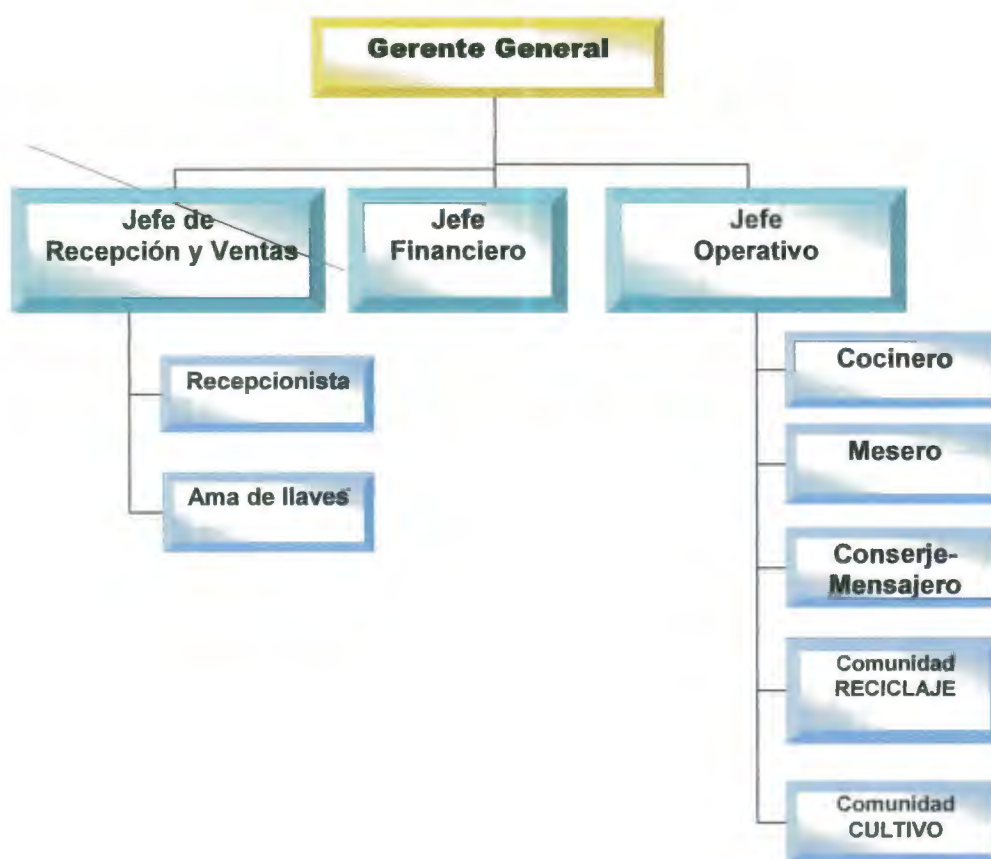 Gerente General
Jefe de
Recepción y Ventas
Jefe
Financiero
Jefe
Operativo
Recepcionista
Ama de llaves
Cocinero
Mesero
Conserje-
Mensajero
Comunidad
RECICLAJE
Comunidad
CULTIVO